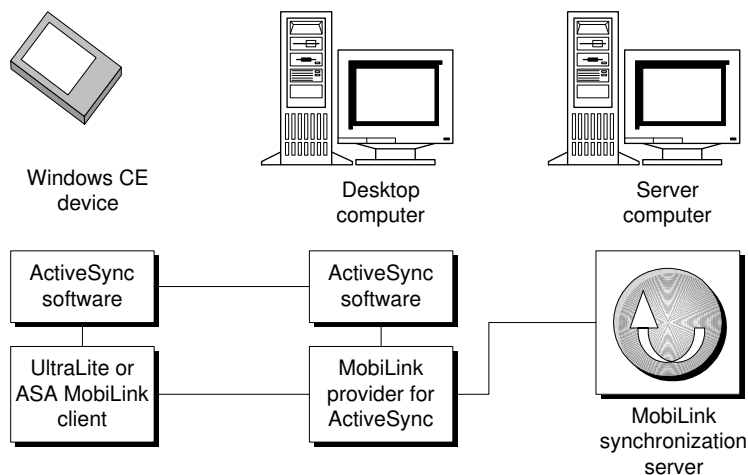 Windows CE
device
Desktop
computer
Server
computer
ActiveSync
software
ActiveSync
software
UltraLite or
ASA MobiLink
client
MobiLink
provider for
ActiveSync
MobiLink
synchronization
server